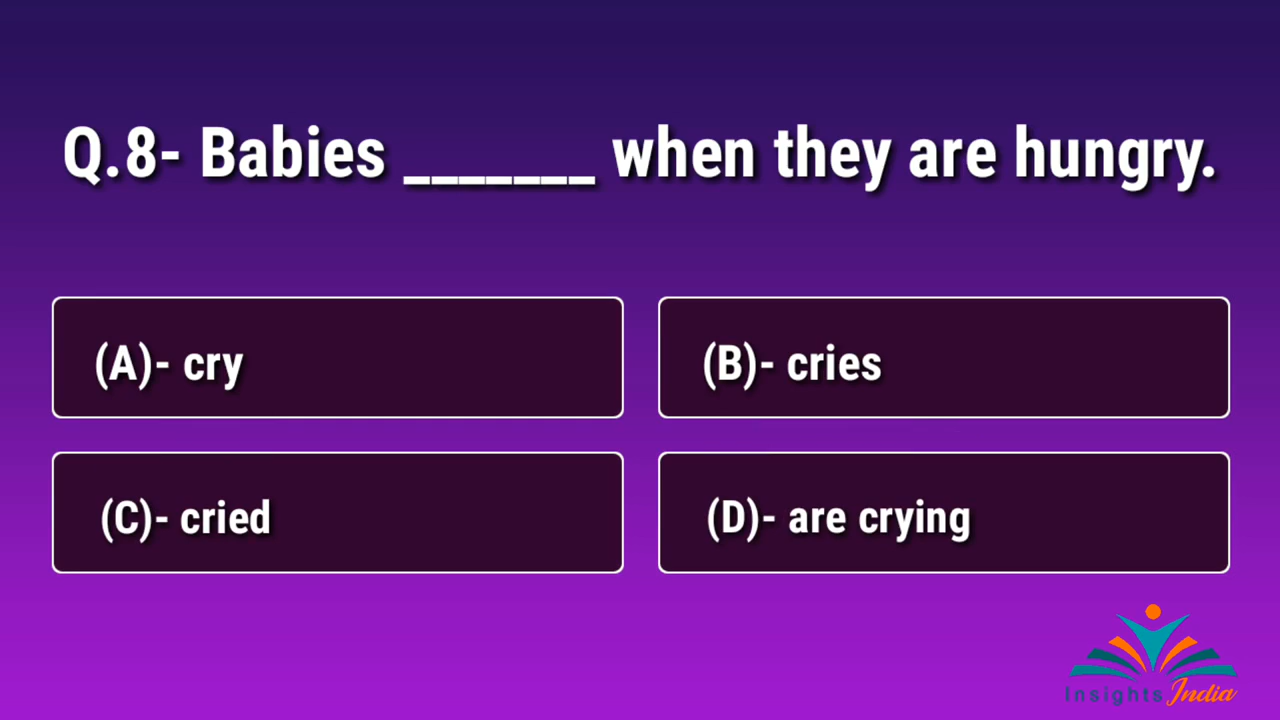 Q.8- Babies _______ when they are hungry.
(A)- cry
(B)- cries
(C)- cried
(D)- are crying
Insights India